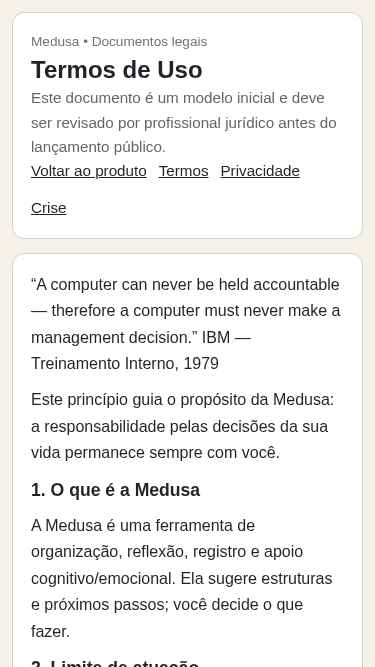 Medusa • Documentos legais
Termos de Uso
Este documento é um modelo inicial e deve
ser revisado por profissional jurídico antes do
lançamento público.
Voltar ao produto Termos Privacidade
Crise
“A computer can never be held accountable
— therefore a computer must never make a
management decision.” IBM —
Treinamento Interno, 1979
Este princípio guia o propósito da Medusa:
a responsabilidade pelas decisões da sua
vida permanece sempre com você.
1. O que é a Medusa
A Medusa é uma ferramenta de
organização, reflexão, registro e apoio
cognitivo/emocional. Ela sugere estruturas
e próximos passos; você decide o que
fazer.
2. Limite de atuação